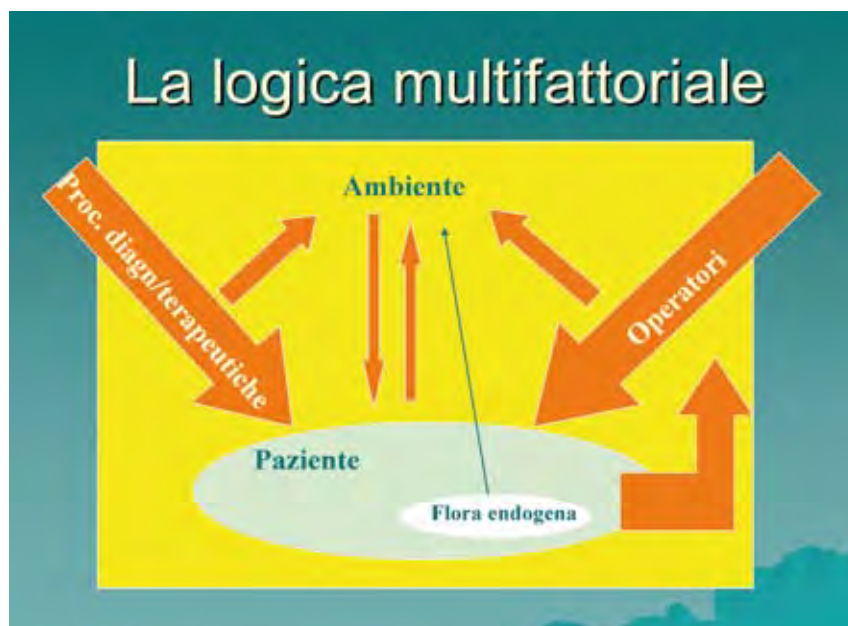 La logica multifattoriale
Ambiente
Proc. diagn/terapeutiche
Operatori
Paziente
Flora endogena